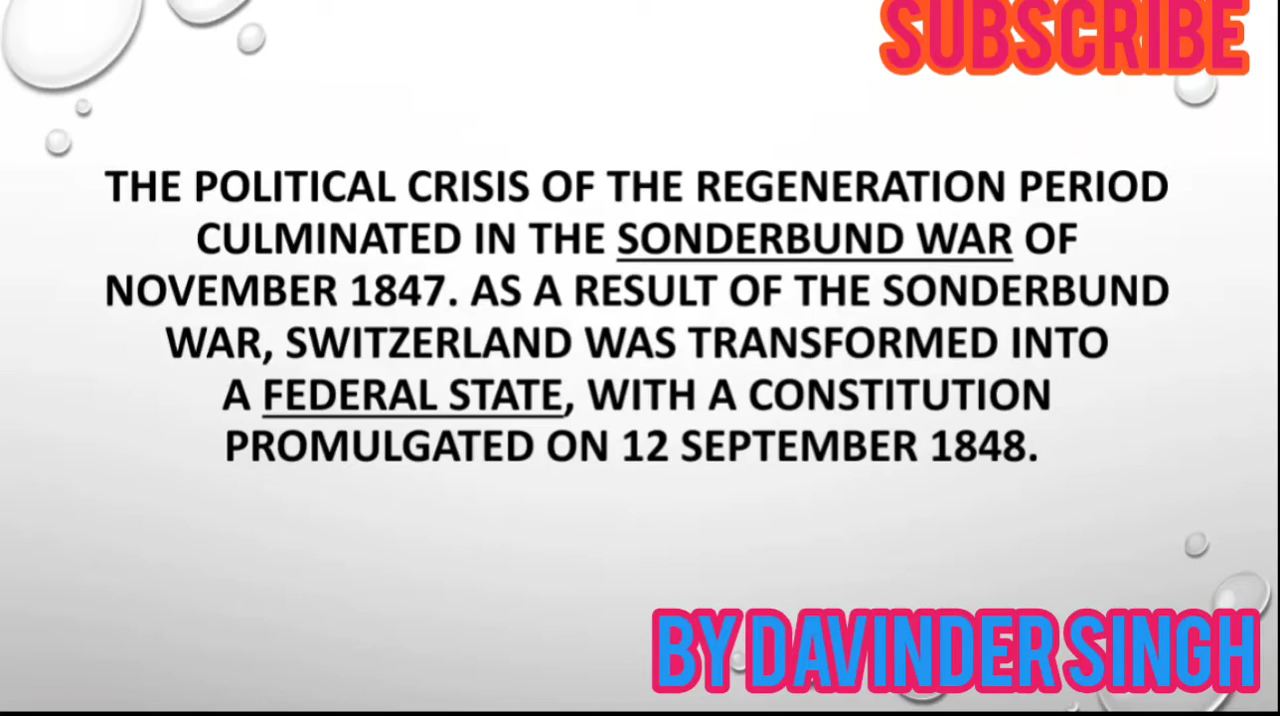 SUBSCRIBE
THE POLITICAL CRISIS OF THE REGENERATION PERIOD
CULMINATED IN THE SONDERBUND WAR OF
NOVEMBER 1847. AS A RESULT OF THE SONDERBUND
WAR, SWITZERLAND WAS TRANSFORMED INTO
A FEDERAL STATE, WITH A CONSTITUTION
PROMULGATED ON 12 SEPTEMBER 1848.
BY DAVINDER SINGH